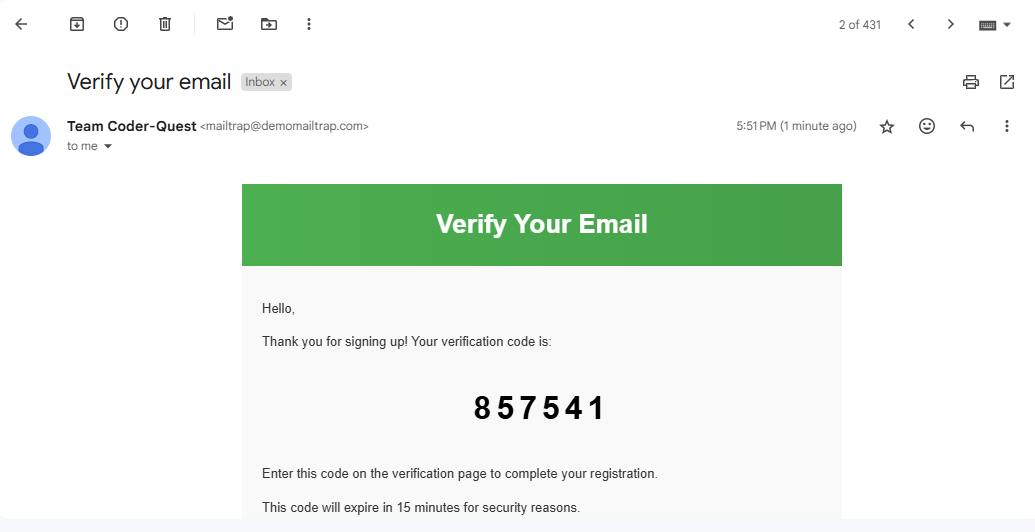 2 of 431
Verify your email Inbox ×
Team Coder-Quest <mailtrap@demomailtrap.com> 5:51 PM (1 minute ago)
to me
Verify Your Email
Hello,
Thank you for signing up! Your verification code is:
857541
Enter this code on the verification page to complete your registration.
This code will expire in 15 minutes for security reasons.